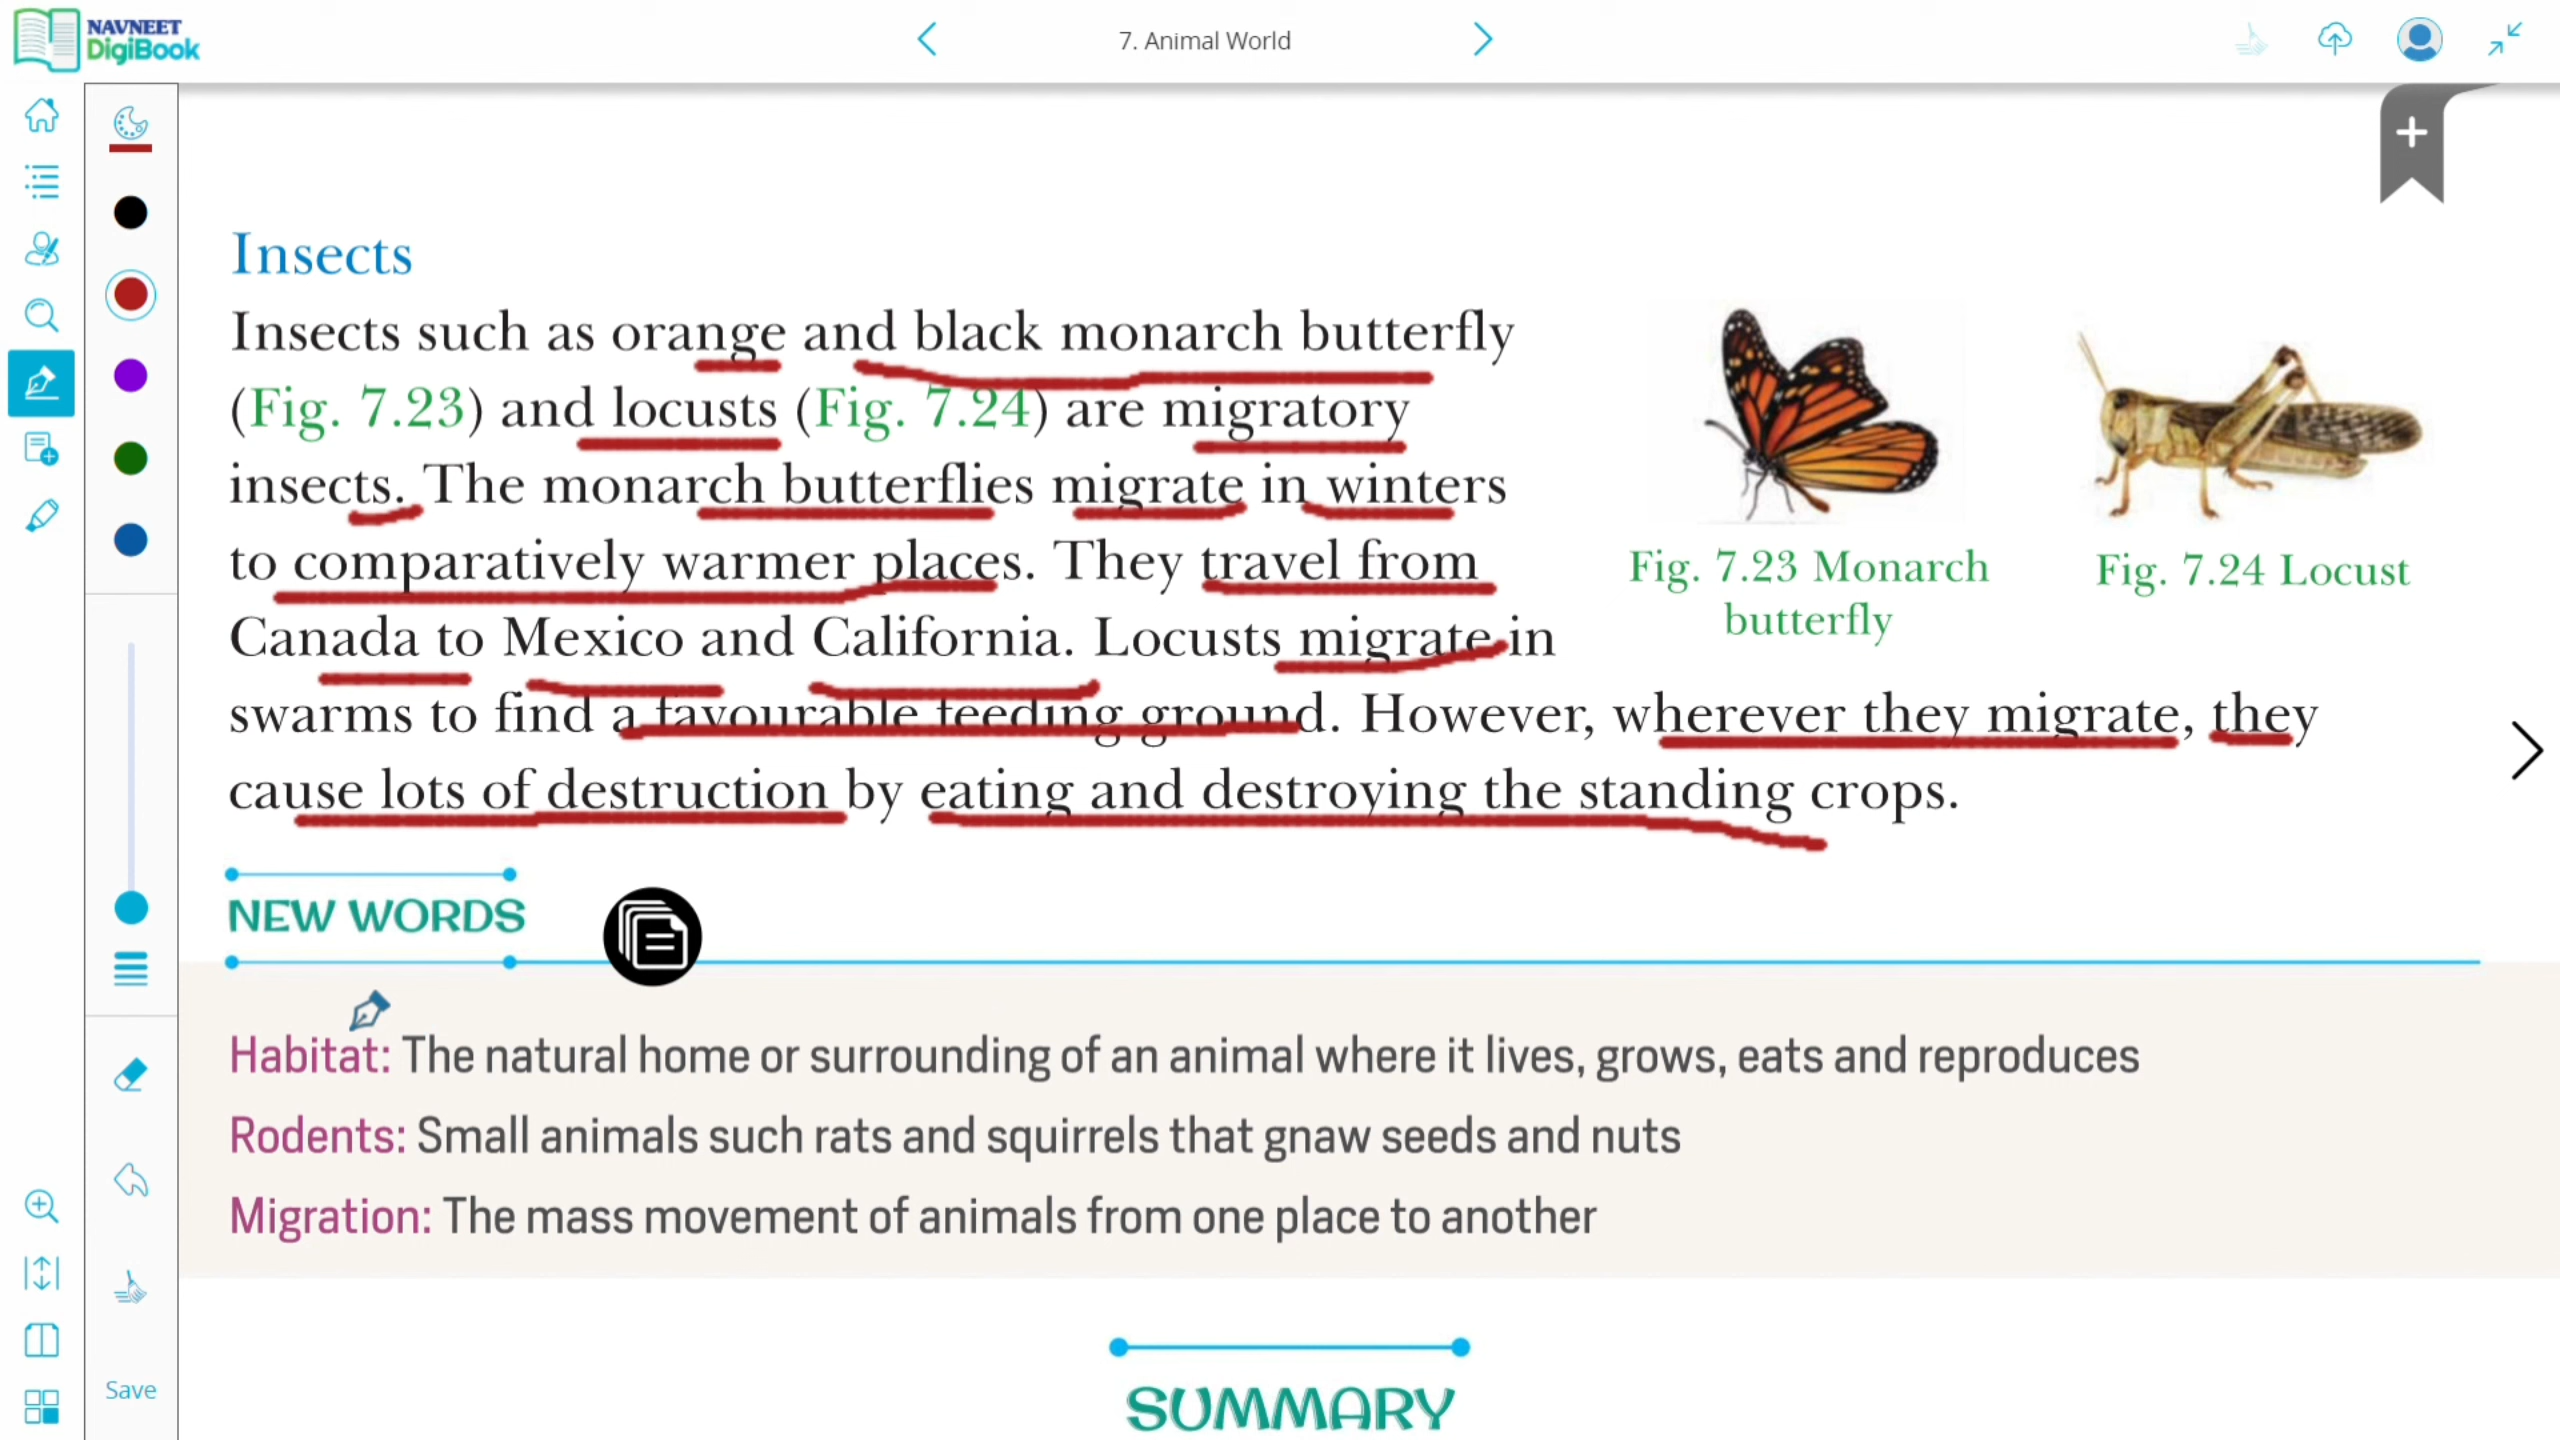 NAVNEET
DigiBook
7. Animal World
Insects
Insects such as orange and black monarch butterfly
(Fig. 7.23) and locusts (Fig. 7.24) are migratory
insects. The monarch butterflies migrate in winters
to comparatively warmer places. They travel from
Canada to Mexico and California. Locusts migrate in
swarms to find a favourable feeding ground. However, wherever they migrate, they
cause lots of destruction by eating and destroying the standing crops.
Fig. 7.23 Monarch
butterfly
Fig. 7.24 Locust
NEW WORDS
Habitat: The natural home or surrounding of an animal where it lives, grows, eats and reproduces
Rodents: Small animals such rats and squirrels that gnaw seeds and nuts
Migration: The mass movement of animals from one place to another
SUMMARY
Save